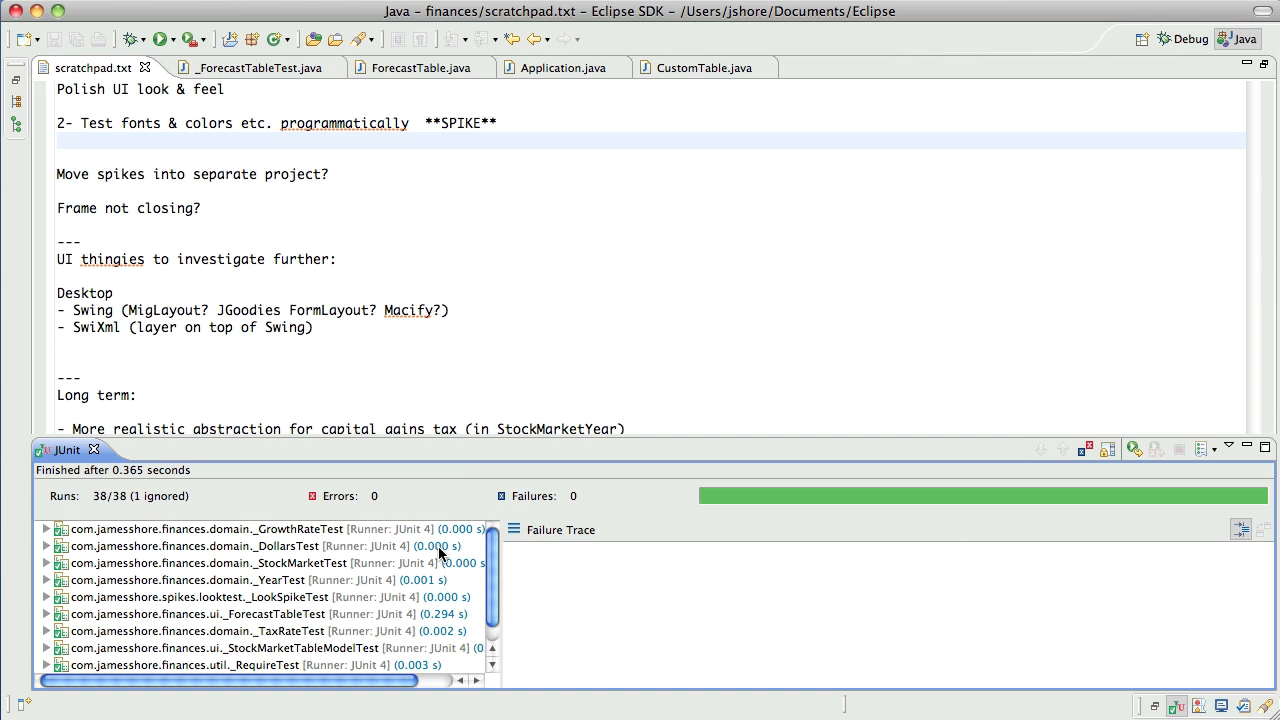 Java - finances/scratchpad.txt - Eclipse SDK - /Users/jshore/Documents/Eclipse
Debug
Java
scratchpad.txt
_ForecastTableTest.java
ForecastTable.java
Application.java
CustomTable.java
Polish UI look & feel
2- Test fonts & colors etc. programmatically  **SPIKE**
Move spikes into separate project?
Frame not closing?
---
UI thingies to investigate further:
Desktop
- Swing (MigLayout? JGoodies FormLayout? Macify?)
- SwiXml (layer on top of Swing)
---
Long term:
- More realistic abstraction for capital gains tax (in StockMarketYear)
JUnit
Finished after 0.365 seconds
Runs: 38/38 (1 ignored)
Errors: 0
Failures: 0
com.jamesshore.finances.domain._GrowthRateTest [Runner: JUnit 4] (0.000 s)
com.jamesshore.finances.domain._DollarsTest [Runner: JUnit 4] (0.000 s)
com.jamesshore.finances.domain._StockMarketTest [Runner: JUnit 4] (0.000 s
com.jamesshore.finances.domain._YearTest [Runner: JUnit 4] (0.001 s)
com.jamesshore.spikes.looktest._LookSpikeTest [Runner: JUnit 4] (0.000 s)
com.jamesshore.finances.ui._ForecastTableTest [Runner: JUnit 4] (0.294 s)
com.jamesshore.finances.domain._TaxRateTest [Runner: JUnit 4] (0.002 s)
com.jamesshore.finances.ui._StockMarketTableModelTest [Runner: JUnit 4] (0
com.jamesshore.finances.util._RequireTest [Runner: JUnit 4] (0.003 s)
Failure Trace